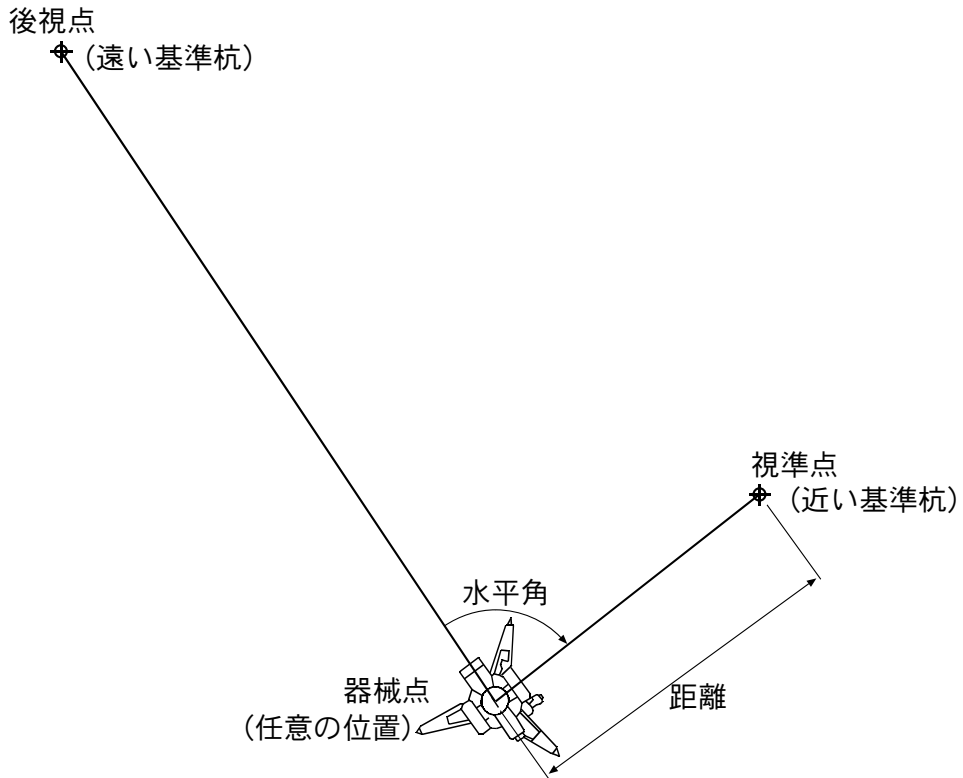 後視点
（遠い基準杭）
視準点
（近い基準杭）
水平角
器械点
（任意の位置）
距離